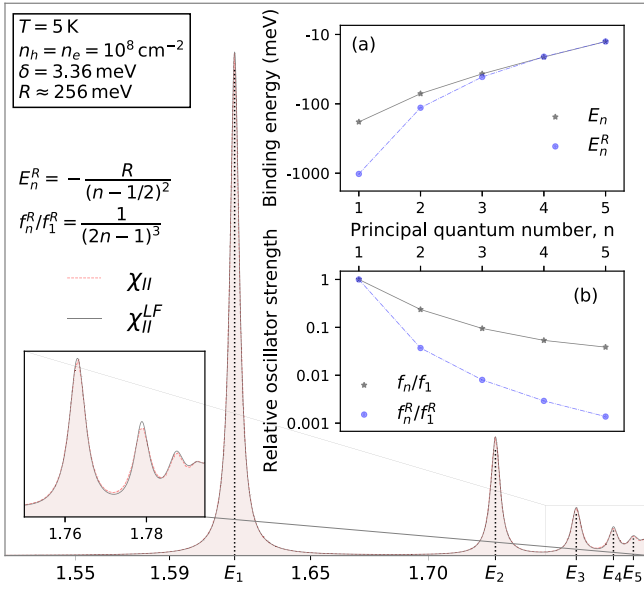 T = 5 K
n_h = n_e = 10^8 cm^−2
δ = 3.36 meV
R ≈ 256 meV
E_n^R = − R/(n − 1/2)^2
f_n^R/f_1^R = 1/(2n − 1)^3
χ_II
χ_II^LF
1.76
1.78
Binding energy (meV)
-10
-100
-1000
(a)
E_n
E_n^R
1 2 3 4 5
Principal quantum number, n
1 2 3 4 5
Relative oscillator strength
1
0.1
0.01
0.001
(b)
f_n/f_1
f_n^R/f_1^R
1.55 1.59 E_1 1.65 1.70 E_2 E_3 E_4 E_5